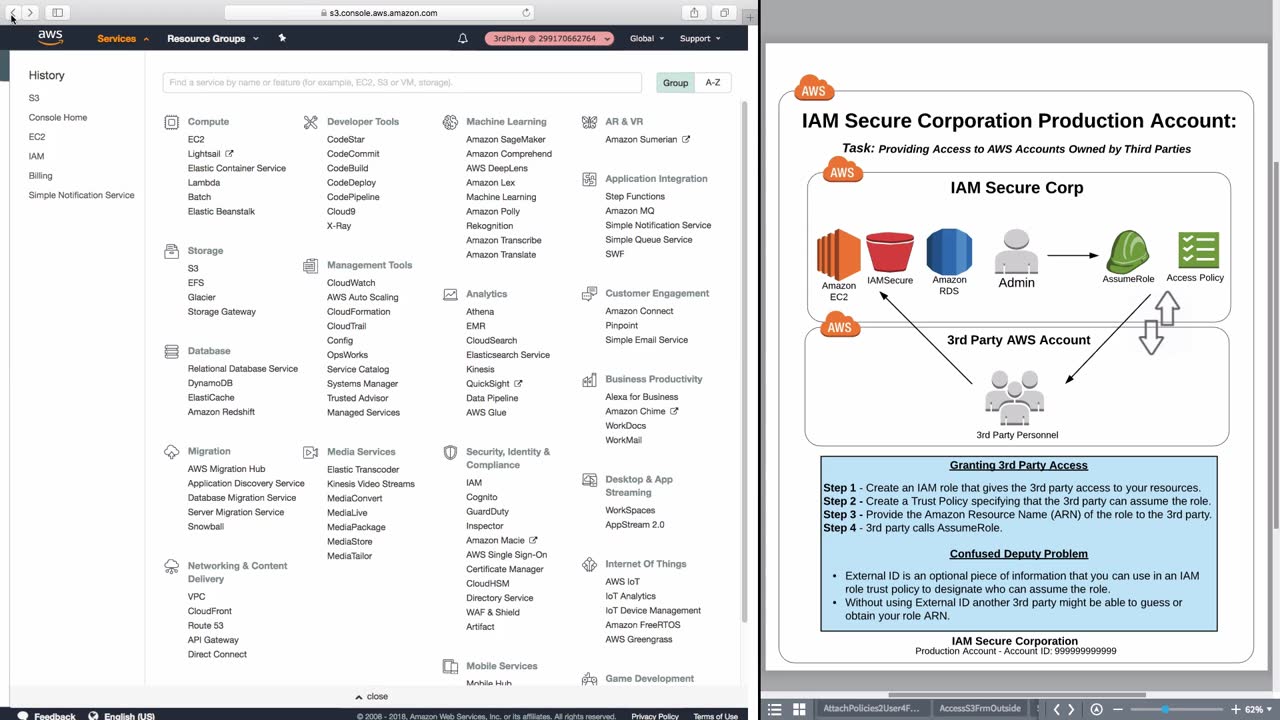 s3.console.aws.amazon.com
aws
Services
Resource Groups
3rdParty @ 299170662764
Global
Support
History
S3
Console Home
EC2
IAM
Billing
Simple Notification Service
Find a service by name or feature (for example, EC2, S3 or VM, storage).
Group
A-Z
Compute
EC2
Lightsail
Elastic Container Service
Lambda
Batch
Elastic Beanstalk
Storage
S3
EFS
Glacier
Storage Gateway
Database
Relational Database Service
DynamoDB
ElastiCache
Amazon Redshift
Migration
AWS Migration Hub
Application Discovery Service
Database Migration Service
Server Migration Service
Snowball
Networking & Content
Delivery
VPC
CloudFront
Route 53
API Gateway
Direct Connect
Developer Tools
CodeStar
CodeCommit
CodeBuild
CodeDeploy
CodePipeline
Cloud9
X-Ray
Management Tools
CloudWatch
AWS Auto Scaling
CloudFormation
CloudTrail
Config
OpsWorks
Service Catalog
Systems Manager
Trusted Advisor
Managed Services
Media Services
Elastic Transcoder
Kinesis Video Streams
MediaConvert
MediaLive
MediaPackage
MediaStore
MediaTailor
Machine Learning
Amazon SageMaker
Amazon Comprehend
AWS DeepLens
Amazon Lex
Machine Learning
Amazon Polly
Rekognition
Amazon Transcribe
Amazon Translate
Analytics
Athena
EMR
CloudSearch
Elasticsearch Service
Kinesis
QuickSight
Data Pipeline
AWS Glue
Security, Identity &
Compliance
IAM
Cognito
GuardDuty
Inspector
Amazon Macie
AWS Single Sign-On
Certificate Manager
CloudHSM
Directory Service
WAF & Shield
Artifact
Mobile Services
Mobile Hub
AR & VR
Amazon Sumerian
Application Integration
Step Functions
Amazon MQ
Simple Notification Service
Simple Queue Service
SWF
Customer Engagement
Amazon Connect
Pinpoint
Simple Email Service
Business Productivity
Alexa for Business
Amazon Chime
WorkDocs
WorkMail
Desktop & App
Streaming
WorkSpaces
AppStream 2.0
Internet Of Things
AWS IoT
IoT Analytics
IoT Device Management
Amazon FreeRTOS
AWS Greengrass
Game Development
close
Feedback
English (US)
© 2008 - 2018, Amazon Web Services, Inc. or its affiliates. All rights reserved.
Privacy Policy
Terms of Use
AWS
IAM Secure Corporation Production Account:
Task: Providing Access to AWS Accounts Owned by Third Parties
AWS
IAM Secure Corp
Amazon
EC2
IAMSecure
Amazon
RDS
Admin
AssumeRole
Access Policy
AWS
3rd Party AWS Account
3rd Party Personnel
Granting 3rd Party Access
Step 1 - Create an IAM role that gives the 3rd party access to your resources.
Step 2 - Create a Trust Policy specifying that the 3rd party can assume the role.
Step 3 - Provide the Amazon Resource Name (ARN) of the role to the 3rd party.
Step 4 - 3rd party calls AssumeRole.
Confused Deputy Problem
• External ID is an optional piece of information that you can use in an IAM
role trust policy to designate who can assume the role.
• Without using External ID another 3rd party might be able to guess or
obtain your role ARN.
IAM Secure Corporation
Production Account - Account ID: 999999999999
AttachPolicies2User4F...
AccessS3FrmOutside
62%